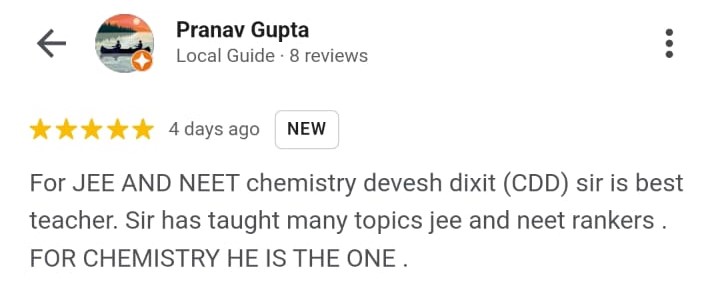 Pranav Gupta
Local Guide · 8 reviews
4 days ago NEW
For JEE AND NEET chemistry devesh dixit (CDD) sir is best
teacher. Sir has taught many topics jee and neet rankers .
FOR CHEMISTRY HE IS THE ONE .